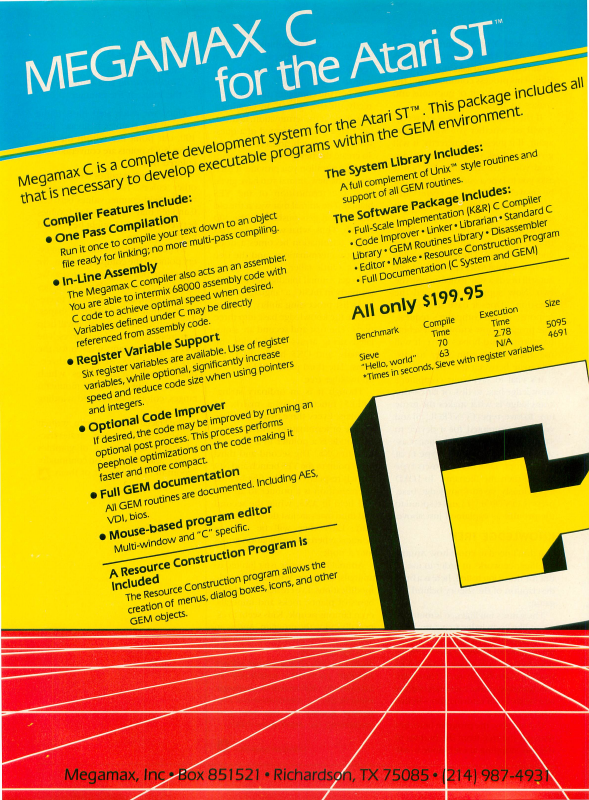 MEGAMAX C
for the Atari ST™
Megamax C is a complete development system for the Atari ST™. This package includes all
that is necessary to develop executable programs within the GEM environment.
Compiler Features Include:
• One Pass Compilation
Run it once to compile your text down to an object
file ready for linking; no more multi-pass compiling.
• In-Line Assembly
The Megamax C compiler also acts an an assembler.
You are able to intermix 68000 assembly code with
C code to achieve optimal speed when desired.
Variables defined under C may be directly
referenced from assembly code.
• Register Variable Support
Six register variables are available. Use of register
variables, while optional, significantly increase
speed and reduce code size when using pointers
and integers.
• Optional Code Improver
If desired, the code may be improved by running an
optional post process. This process performs
peephole optimizations on the code making it
faster and more compact.
• Full GEM documentation
All GEM routines are documented. Including AES,
VDI, bios.
• Mouse-based program editor
Multi-window and "C" specific.
A Resource Construction Program is
Included
The Resource Construction program allows the
creation of menus, dialog boxes, icons, and other
GEM objects.
The System Library Includes:
A full complement of Unix™ style routines and
support of all GEM routines.
The Software Package Includes:
• Full-Scale Implementation (K&R) C Compiler
• Code Improver • Linker • Librarian • Standard C
Library • GEM Routines Library • Disassembler
• Editor • Make • Resource Construction Program
• Full Documentation (C System and GEM)
All only $199.95
Benchmark Compile Time Execution Time Size
Sieve 70 2.78 5095
"Hello, world" 63 N/A 4691
*Times in seconds, Sieve with register variables.
C
Megamax, Inc • Box 851521 • Richardson, TX 75085 • (214) 987-4931